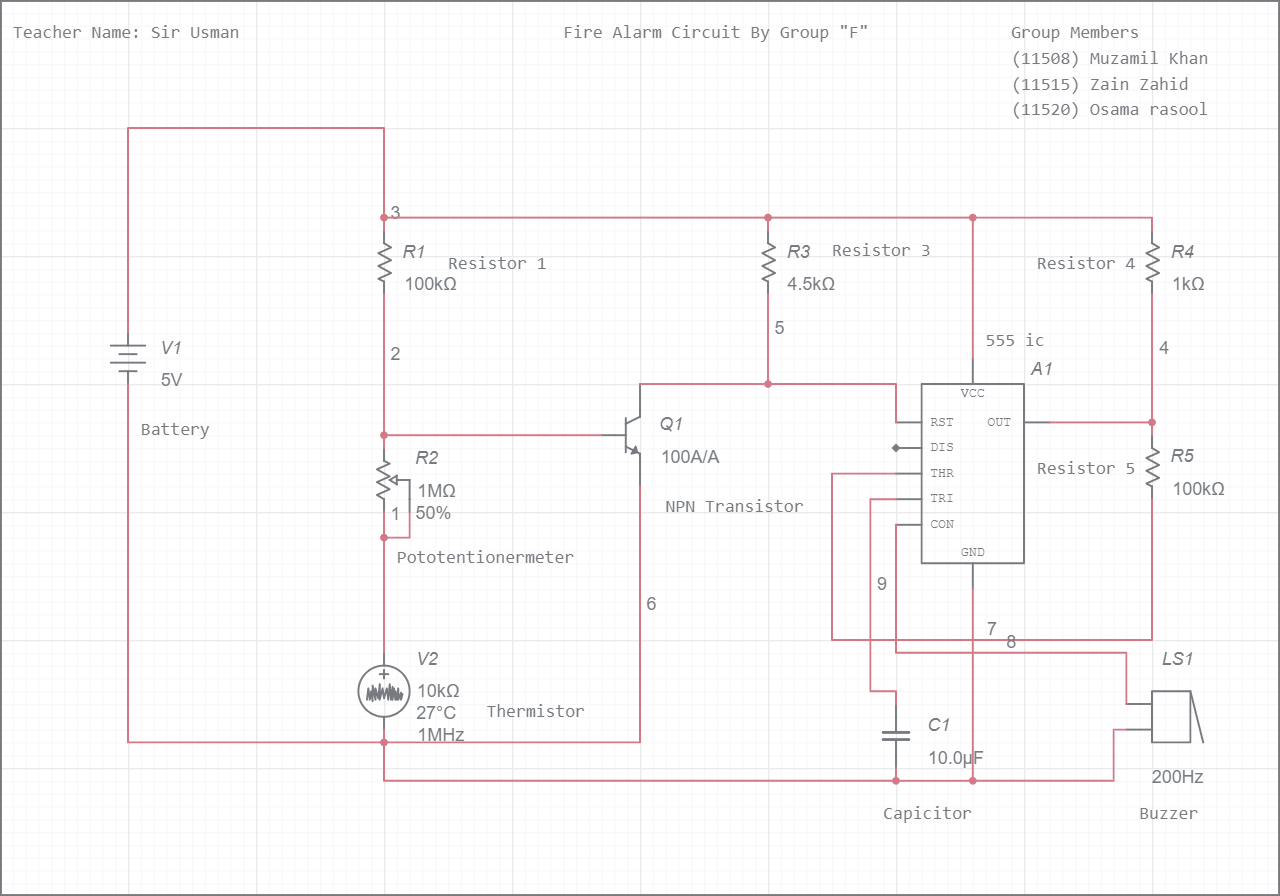 Teacher Name: Sir Usman
Fire Alarm Circuit By Group "F"
Group Members
(11508) Muzamil Khan
(11515) Zain Zahid
(11520) Osama rasool
3
R1
Resistor 1
100kΩ
R3
Resistor 3
4.5kΩ
Resistor 4
R4
1kΩ
5
2
V1
5V
Battery
555 ic
A1
4
VCC
RST
OUT
DIS
THR
TRI
CON
GND
Q1
100A/A
NPN Transistor
R2
1MΩ
1
50%
Pototentionermeter
Resistor 5
R5
100kΩ
9
6
7
8
V2
10kΩ
27°C
1MHz
Thermistor
LS1
C1
10.0µF
200Hz
Capicitor
Buzzer